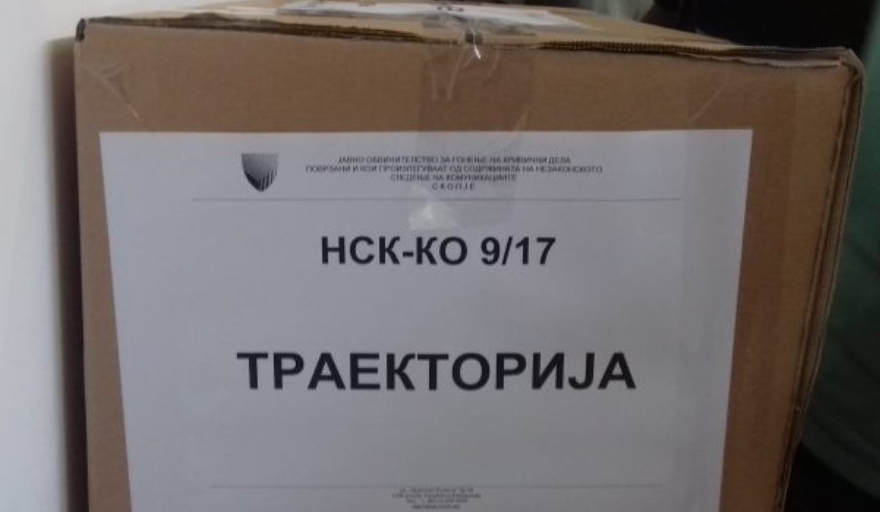 ЈАВНО ОБВИНИТЕЛСТВО ЗА ГОНЕЊЕ НА КРИВИЧНИ ДЕЛА
ПОВРЗАНИ И КОИ ПРОИЗЛЕГУВААТ ОД СОДРЖИНАТА НА НЕЗАКОНСКОТО
СЛЕДЕЊЕ НА КОМУНИКАЦИИТЕ
СКОПЈЕ
НСК-КО 9/17
ТРАЕКТОРИЈА